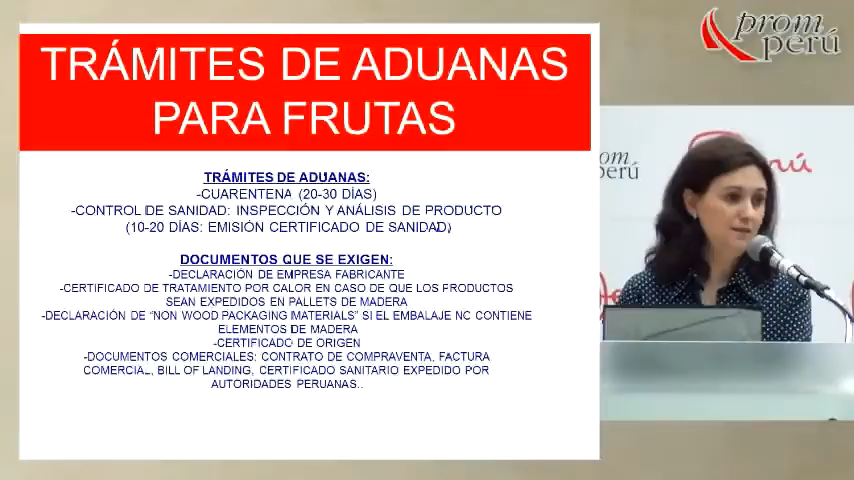 TRÁMITES DE ADUANAS
PARA FRUTAS
TRÁMITES DE ADUANAS:
-CUARENTENA (20-30 DÍAS)
-CONTROL DE SANIDAD: INSPECCIÓN Y ANÁLISIS DE PRODUCTO
(10-20 DÍAS: EMISIÓN CERTIFICADO DE SANIDAD)
DOCUMENTOS QUE SE EXIGEN:
-DECLARACIÓN DE EMPRESA FABRICANTE
-CERTIFICADO DE TRATAMIENTO POR CALOR EN CASO DE QUE LOS PRODUCTOS
SEAN EXPEDIDOS EN PALLETS DE MADERA
-DECLARACIÓN DE "NON WOOD PACKAGING MATERIALS" SI EL EMBALAJE NO CONTIENE
ELEMENTOS DE MADERA
-CERTIFICADO DE ORIGEN
-DOCUMENTOS COMERCIALES: CONTRATO DE COMPRAVENTA, FACTURA
COMERCIAL, BILL OF LANDING, CERTIFICADO SANITARIO EXPEDIDO POR
AUTORIDADES PERUANAS..
prom
perú
om
perú